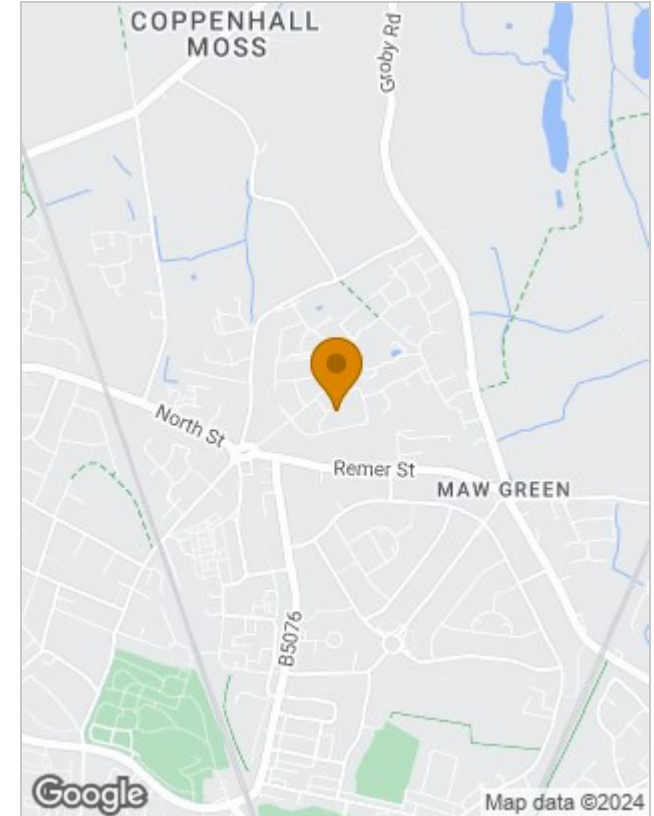 COPPENHALL
MOSS
Groby Rd
North St
Remer St
MAW GREEN
B5076
Google
Map data ©2024